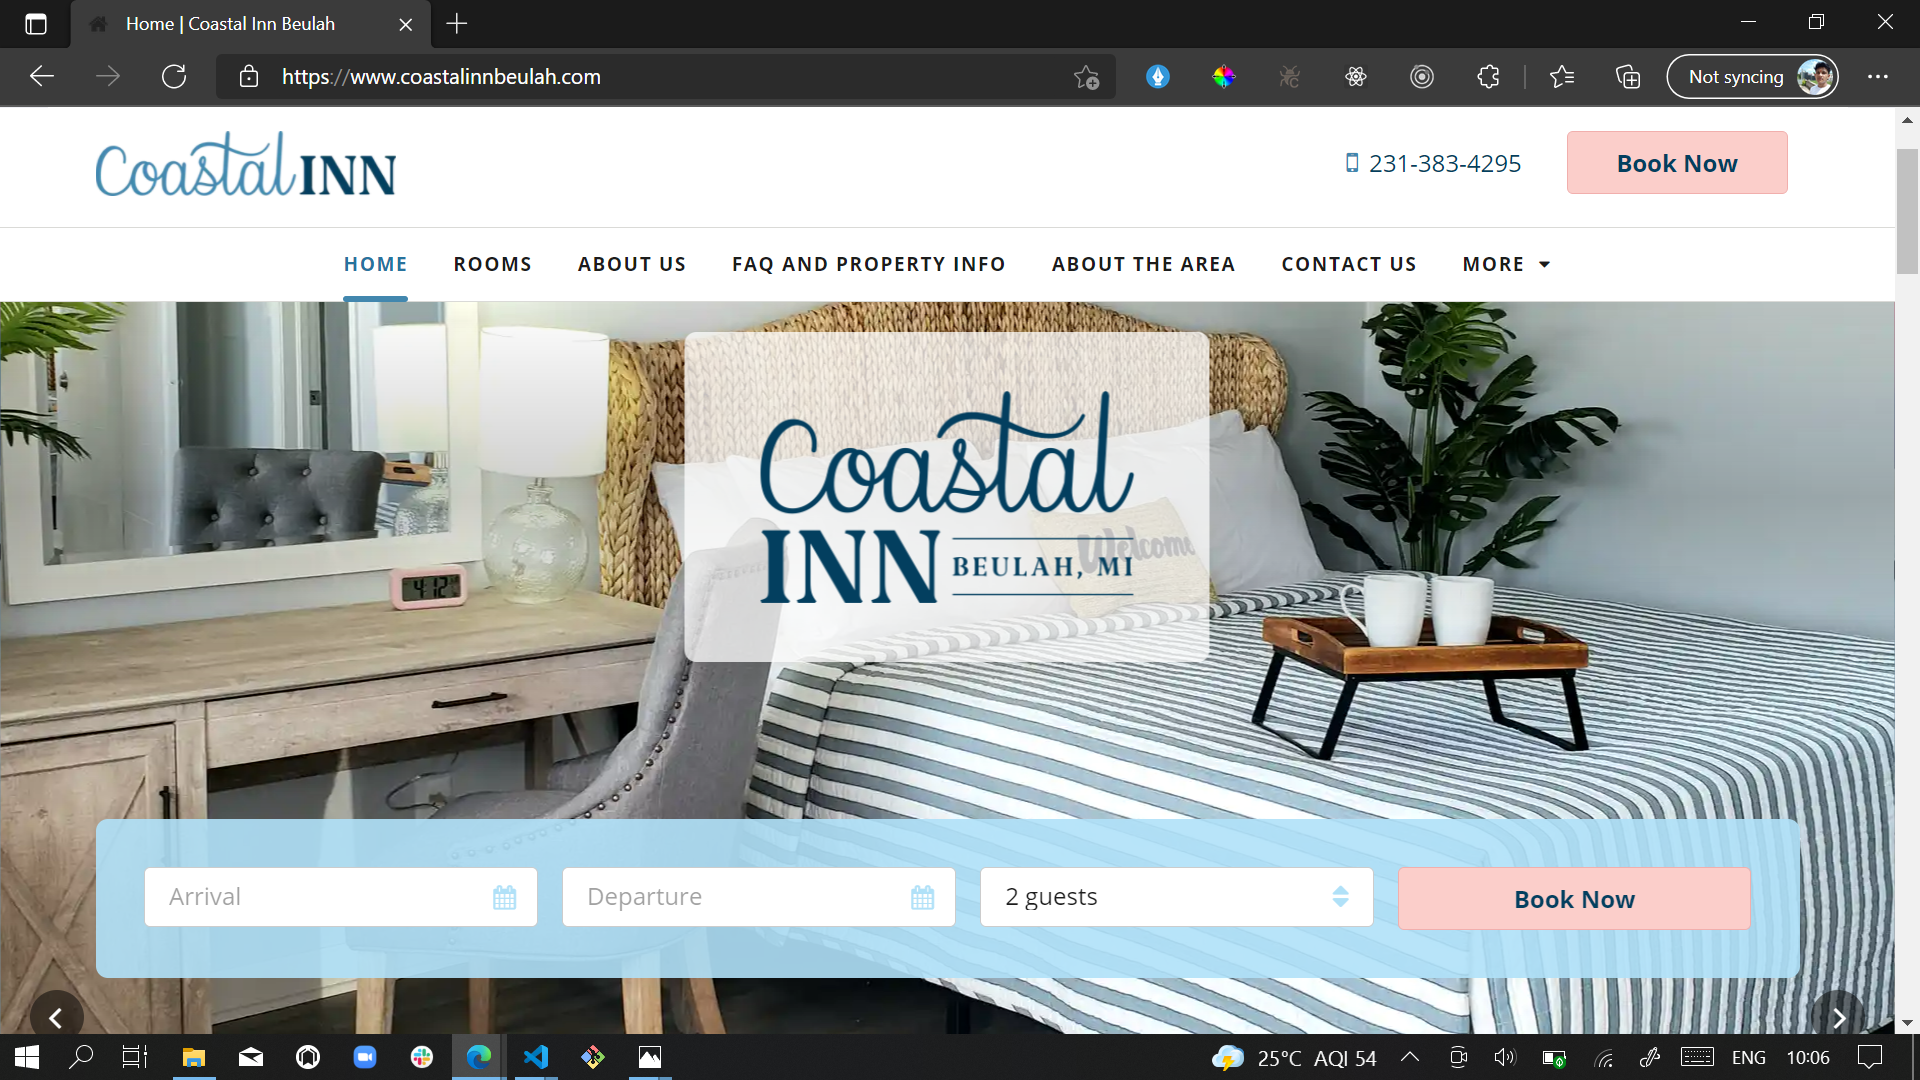 Home | Coastal Inn Beulah
https://www.coastalinnbeulah.com
Not syncing
Coastal INN
231-383-4295
Book Now
HOME ROOMS ABOUT US FAQ AND PROPERTY INFO ABOUT THE AREA CONTACT US MORE
Coastal
INN BEULAH, MI
Welcome
4:12
Arrival Departure 2 guests Book Now
25°C AQI 54 ENG 10:06